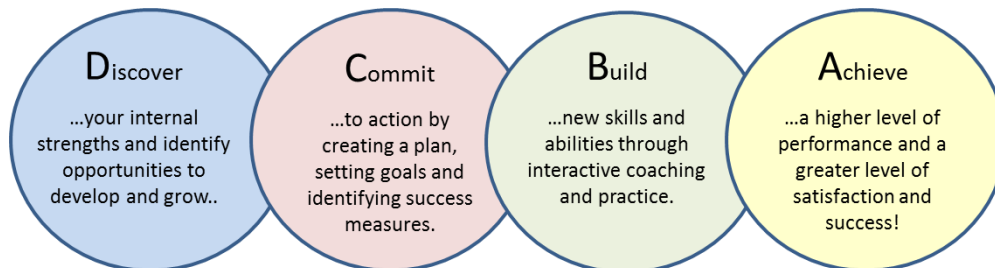 Discover
...your internal
strengths and identify
opportunities to
develop and grow..
Commit
...to action by
creating a plan,
setting goals and
identifying success
measures.
Build
...new skills and
abilities through
interactive coaching
and practice.
Achieve
...a higher level of
performance and a
greater level of
satisfaction and
success!